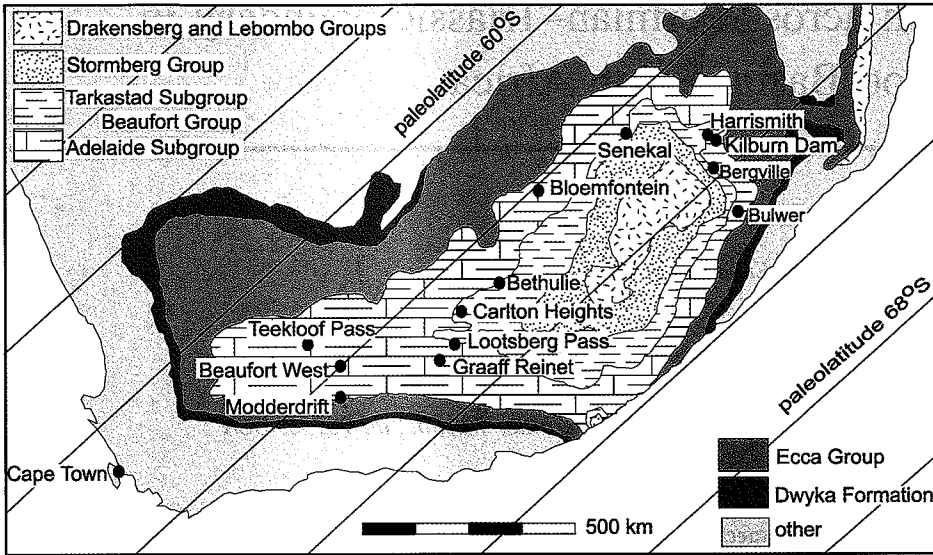 Drakensberg and Lebombo Groups
Stormberg Group
Tarkastad Subgroup
Beaufort Group
Adelaide Subgroup
paleolatitude 60°S
Harrismith
Kilburn Dam
Senekal
Bergville
Bloemfontein
Bulwer
Bethulie
Carlton Heights
Teekloof Pass
Lootsberg Pass
Beaufort West
Graaff Reinet
Modderdrift
paleolatitude 68°S
Cape Town
Ecca Group
Dwyka Formation
other
500 km